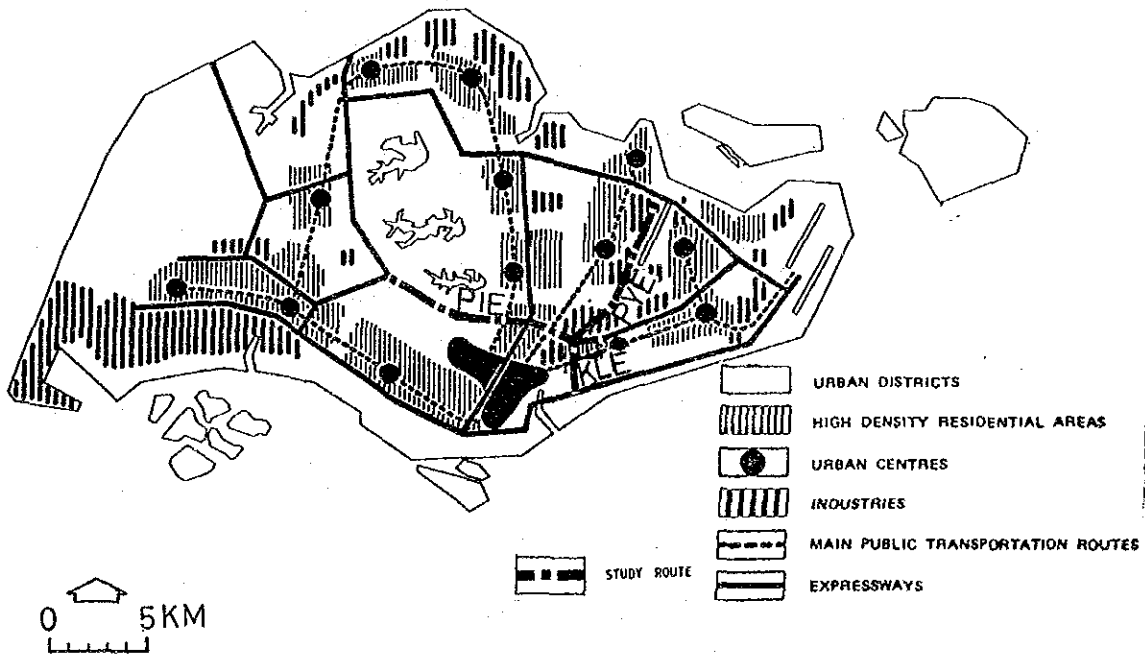 PIE
PYE
KLE
URBAN DISTRICTS
HIGH DENSITY RESIDENTIAL AREAS
URBAN CENTRES
INDUSTRIES
MAIN PUBLIC TRANSPORTATION ROUTES
STUDY ROUTE
EXPRESSWAYS
0 5KM